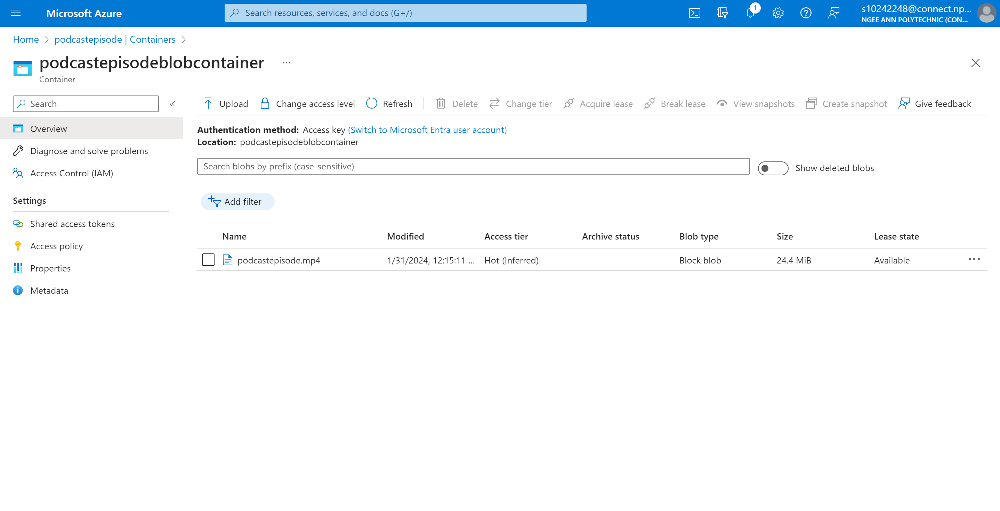 Microsoft Azure
Search resources, services, and docs (G+/)
1
s10242248@connect.np...
NGEE ANN POLYTECHNIC (CON...
Home > podcastepisode | Containers >
podcastepisodeblobcontainer ...
Container
Search
Upload Change access level Refresh Delete Change tier Acquire lease Break lease View snapshots Create snapshot Give feedback
Overview
Diagnose and solve problems
Access Control (IAM)
Settings
Shared access tokens
Access policy
Properties
Metadata
Authentication method: Access key (Switch to Microsoft Entra user account)
Location: podcastepisodeblobcontainer
Search blobs by prefix (case-sensitive)
Show deleted blobs
Add filter
Name Modified Access tier Archive status Blob type Size Lease state
podcastepisode.mp4 1/31/2024, 12:15:11 ... Hot (Inferred) Block blob 24.4 MiB Available